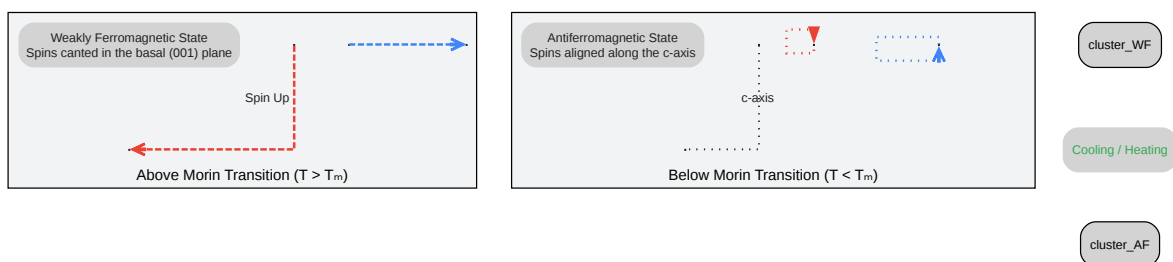 Weakly Ferromagnetic State
Spins canted in the basal (001) plane
Spin Up
Above Morin Transition (T > Tₘ)
Antiferromagnetic State
Spins aligned along the c-axis
c-axis
Below Morin Transition (T < Tₘ)
cluster_WF
Cooling / Heating
cluster_AF